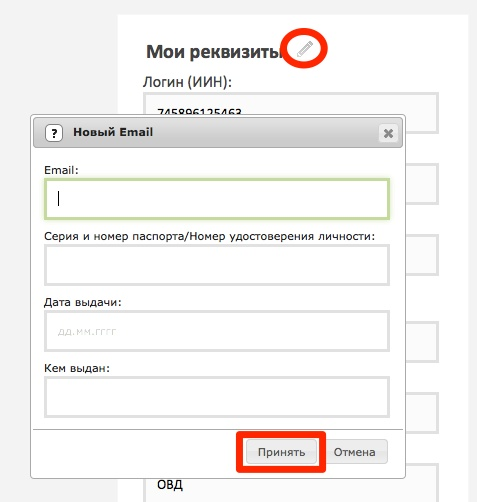 Мои реквизиты
Логин (ИИН):
745896125463
? Новый Email
Email:
Серия и номер паспорта/Номер удостоверения личности:
Дата выдачи:
дд.мм.гггг
Кем выдан:
Принять Отмена
ОВД